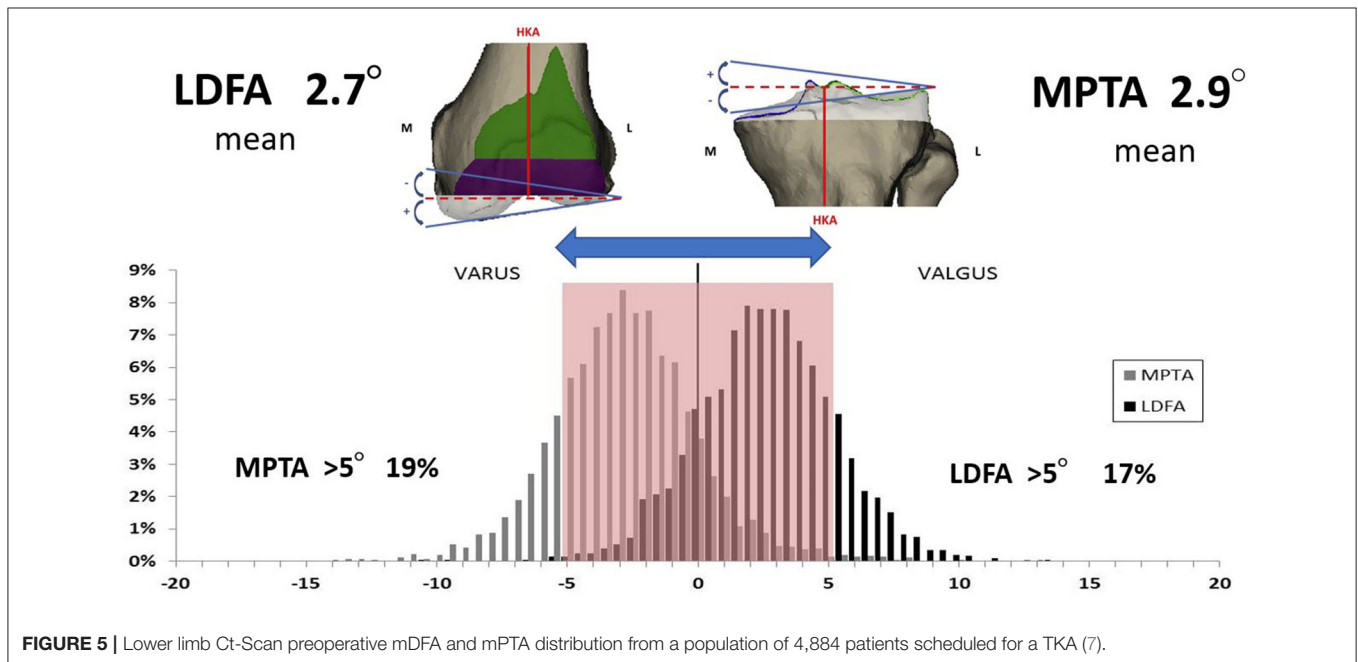 HKA
LDFA 2.7°
mean
M
L
-
+
+
-
M
L
HKA
MPTA 2.9°
mean
VARUS
VALGUS
9%
8%
7%
6%
5%
4%
3%
2%
1%
0%
MPTA >5° 19%
LDFA >5° 17%
MPTA
LDFA
-20 -15 -10 -5 0 5 10 15 20
FIGURE 5 | Lower limb Ct-Scan preoperative mDFA and mPTA distribution from a population of 4,884 patients scheduled for a TKA (7).